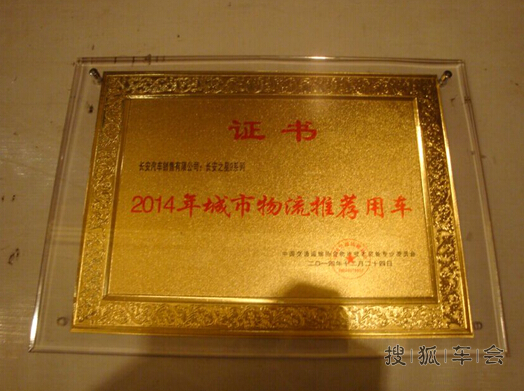 证书
长安汽车销售有限公司：长安之星9系列
2014年城市物流推荐用车
二〇一四年十二月二十四日
搜狐车会